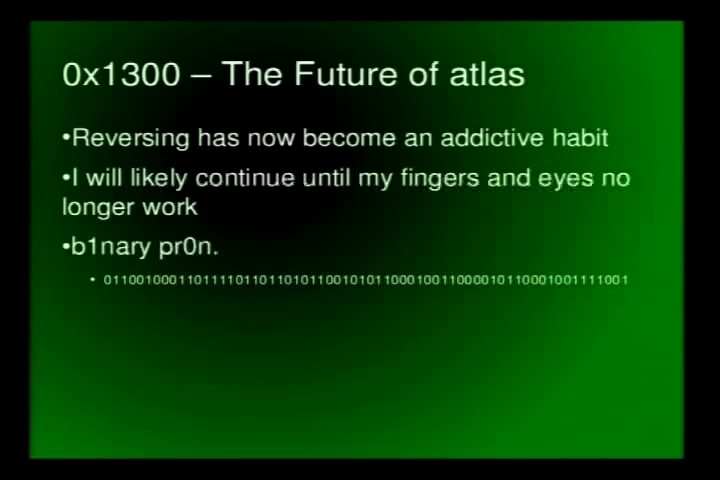 0x1300 – The Future of atlas
•Reversing has now become an addictive habit
•I will likely continue until my fingers and eyes no
longer work
•b1nary pr0n.
• 0110010001101111011011010110010101100010011000010110001001111001